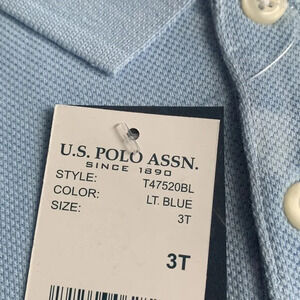 U.S. POLO ASSN.
SINCE 1890
STYLE: T47520BL
COLOR: LT. BLUE
SIZE: 3T
3T